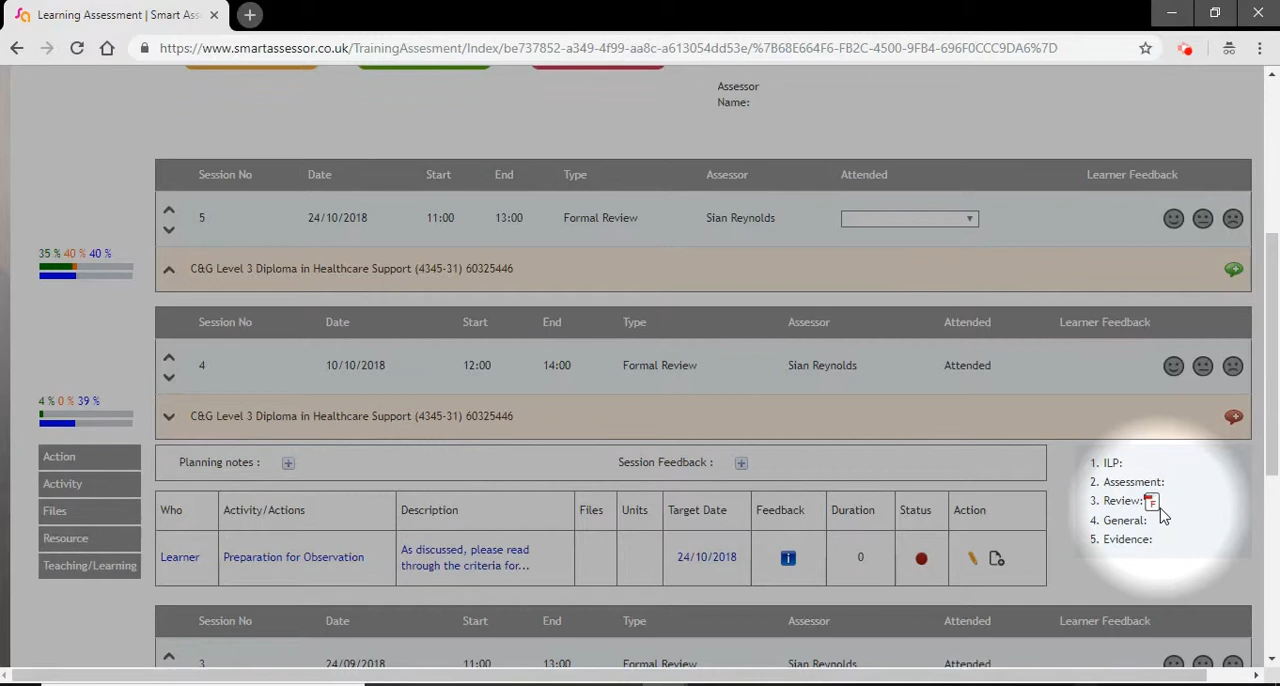 Learning Assessment | Smart Ass
https://www.smartassessor.co.uk/TrainingAssesment/Index/be737852-a349-4f99-aa8c-a613054dd53e/%7B68E664F6-FB2C-4500-9FB4-696F0CCC9DA6%7D
Assessor
Name:
Session No Date Start End Type Assessor Attended Learner Feedback
5 24/10/2018 11:00 13:00 Formal Review Sian Reynolds
35 % 40 % 40 %
C&G Level 3 Diploma in Healthcare Support (4345-31) 60325446
Session No Date Start End Type Assessor Attended Learner Feedback
4 10/10/2018 12:00 14:00 Formal Review Sian Reynolds Attended
4 % 0 % 39 %
C&G Level 3 Diploma in Healthcare Support (4345-31) 60325446
Action
Activity
Files
Resource
Teaching/Learning
Planning notes : Session Feedback :
Who Activity/Actions Description Files Units Target Date Feedback Duration Status Action
Learner Preparation for Observation As discussed, please read 24/10/2018 i 0
through the criteria for...
1. ILP:
2. Assessment:
3. Review: F
4. General:
5. Evidence:
Session No Date Start End Type Assessor Attended Learner Feedback
3 24/09/2018 11:00 13:00 Formal Review Sian Reynolds Attended